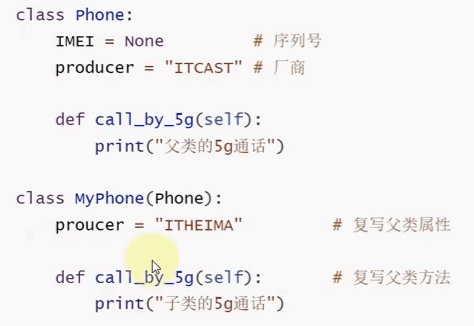 class Phone:
    IMEI = None           # 序列号
    producer = "ITCAST" # 厂商
    def call_by_5g(self):
        print("父类的5g通话")
class MyPhone(Phone):
    proucer = "ITHEIMA"          # 复写父类属性
    def call_by_5g(self):        # 复写父类方法
        print("子类的5g通话")